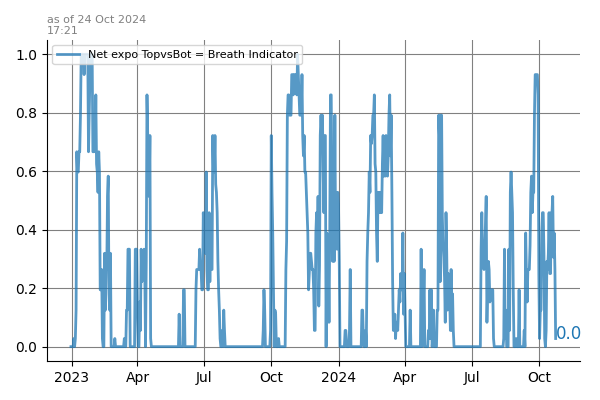 as of 24 Oct 2024
17:21
Net expo TopvsBot = Breath Indicator
1.0
0.8
0.6
0.4
0.2
0.0
0.0
2023 Apr Jul Oct 2024 Apr Jul Oct